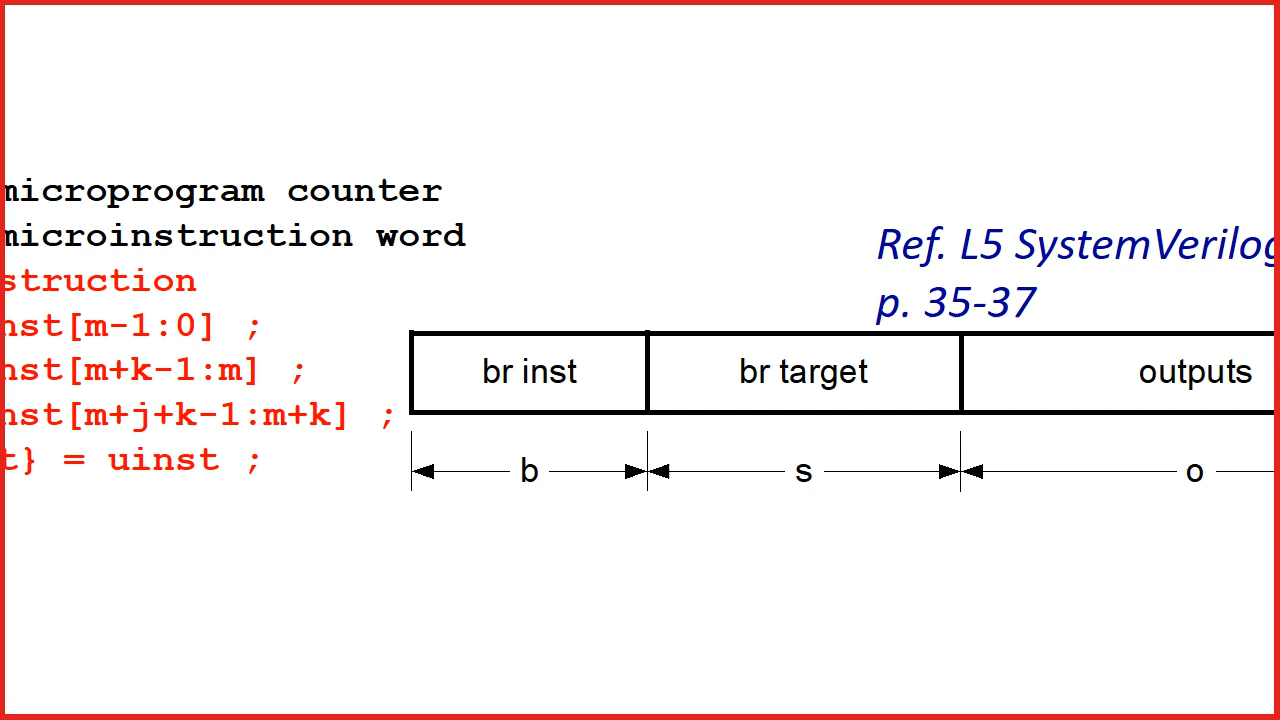 microprogram counter
microinstruction word
struction
nst[m-1:0] ;
nst[m+k-1:m] ;
nst[m+j+k-1:m+k] ;
t} = uinst ;
Ref. L5 SystemVerilog
p. 35-37
br inst br target outputs
b s o